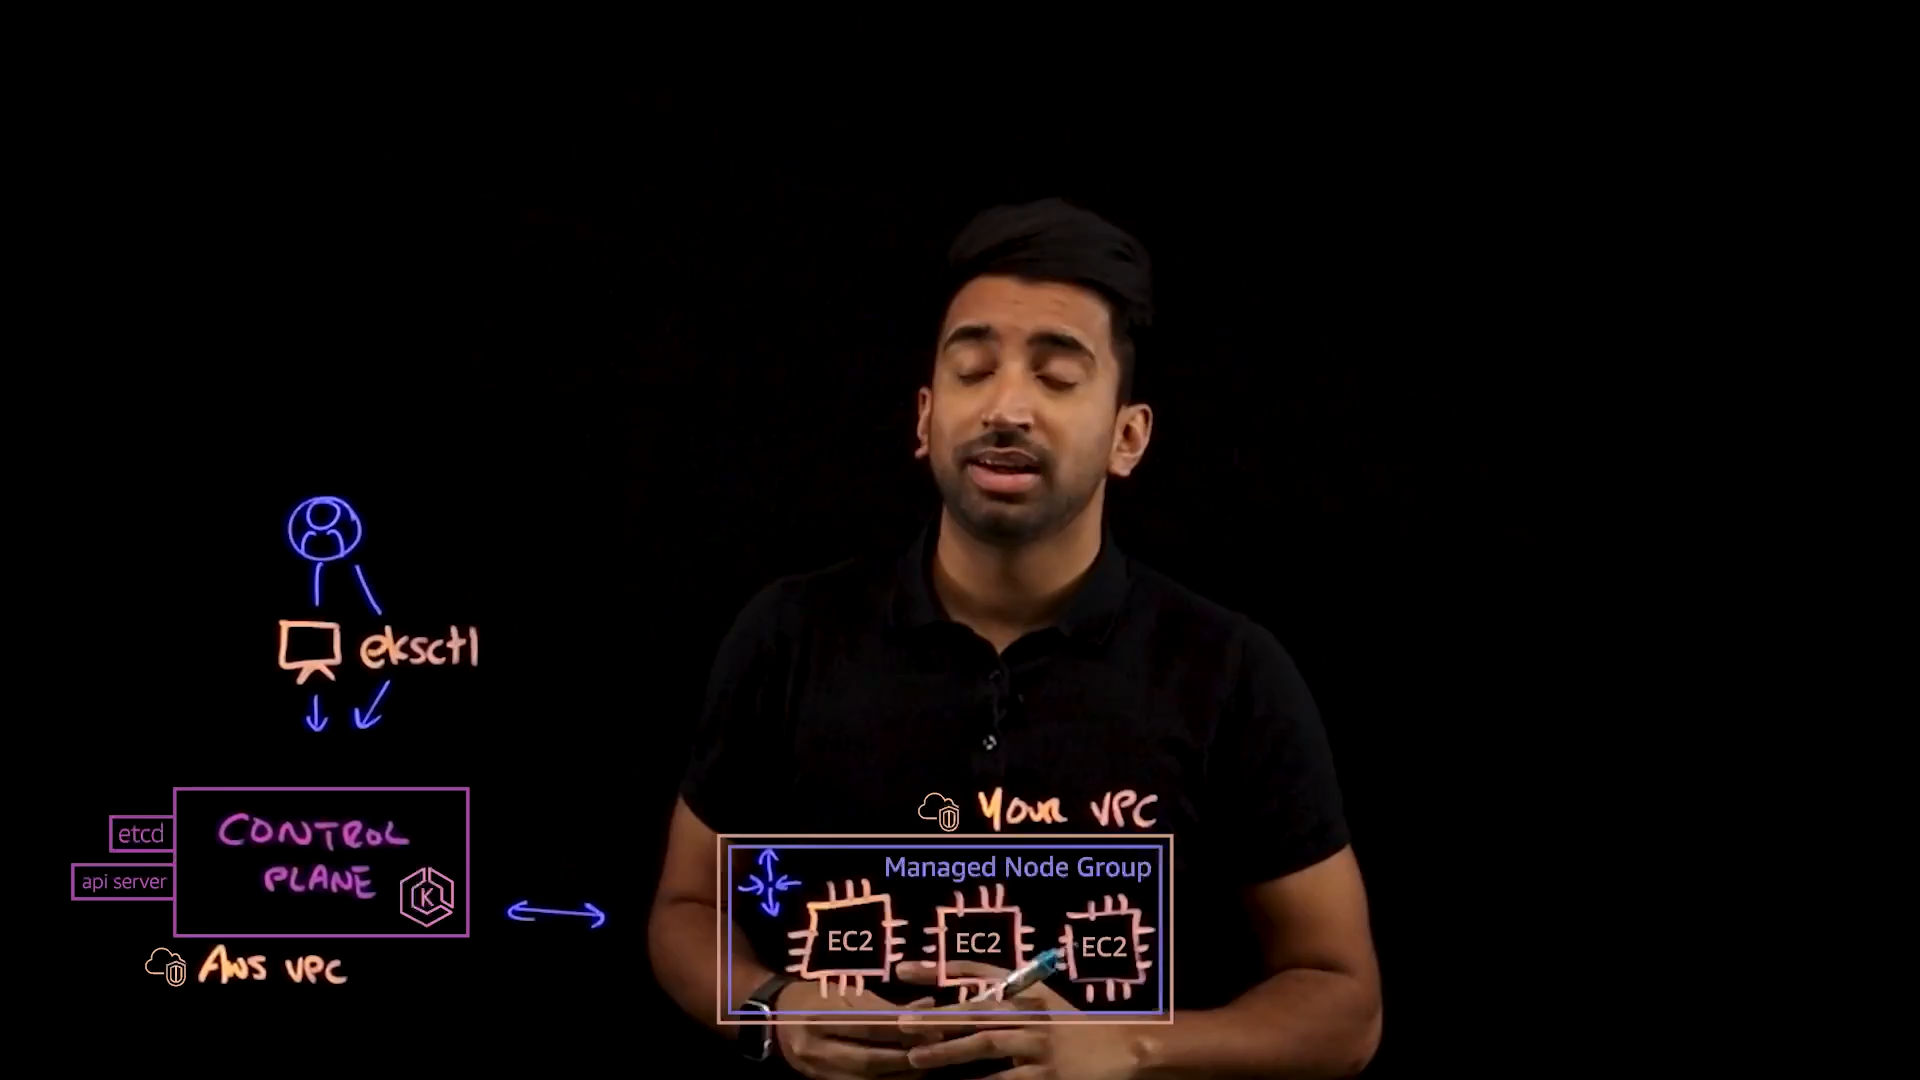 eksctl
etcd
api server
CONTROL
PLANE
K
AWS VPC
Your VPC
Managed Node Group
EC2
EC2
EC2